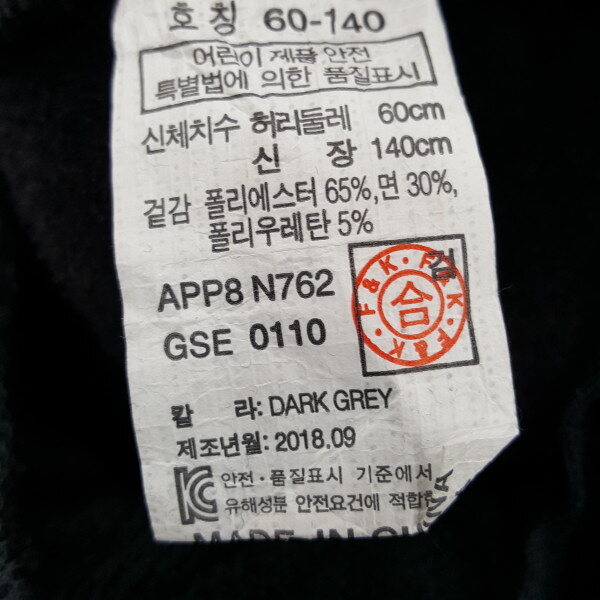 호 칭 60-140
어린이 제품 안전
특별법에 의한 품질표시
신체치수 허리둘레 60cm
신 장 140cm
겉감 폴리에스터 65%,면 30%,
폴리우레탄 5%
APP8 N762
GSE 0110
검
F&K·F&K·F&K
合
칼 라: DARK GREY
제조년월: 2018.09
안전·품질표시 기준에서
유해성분 안전요건에 적합한
MADE IN